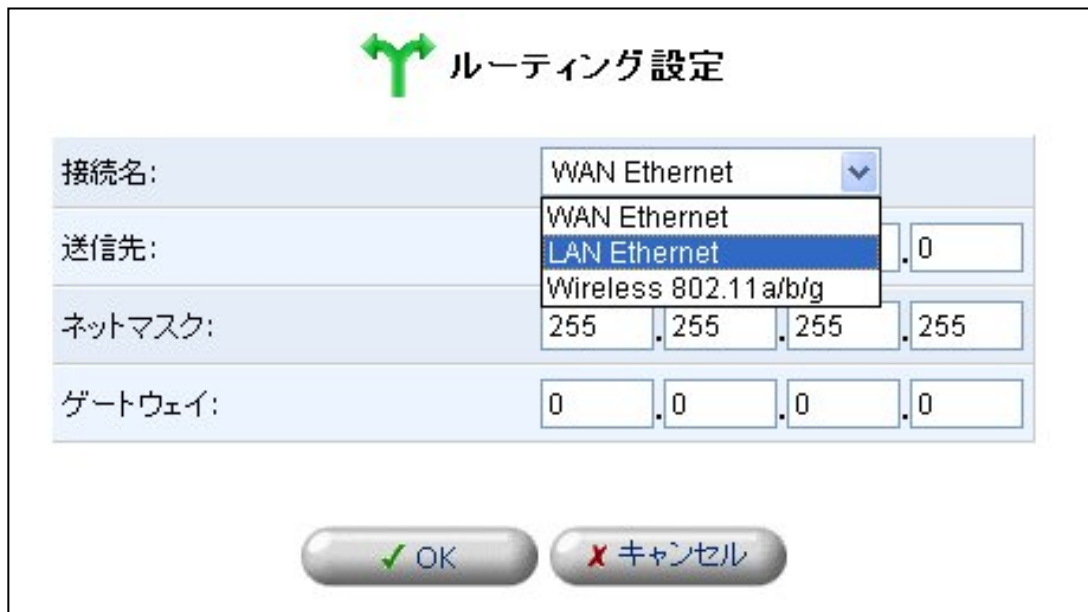 ルーティング設定
接続名: WAN Ethernet
WAN Ethernet
送信先: LAN Ethernet .0
Wireless 802.11a/b/g
ネットマスク: 255.255.255.255
ゲートウェイ: 0.0.0.0
OK キャンセル